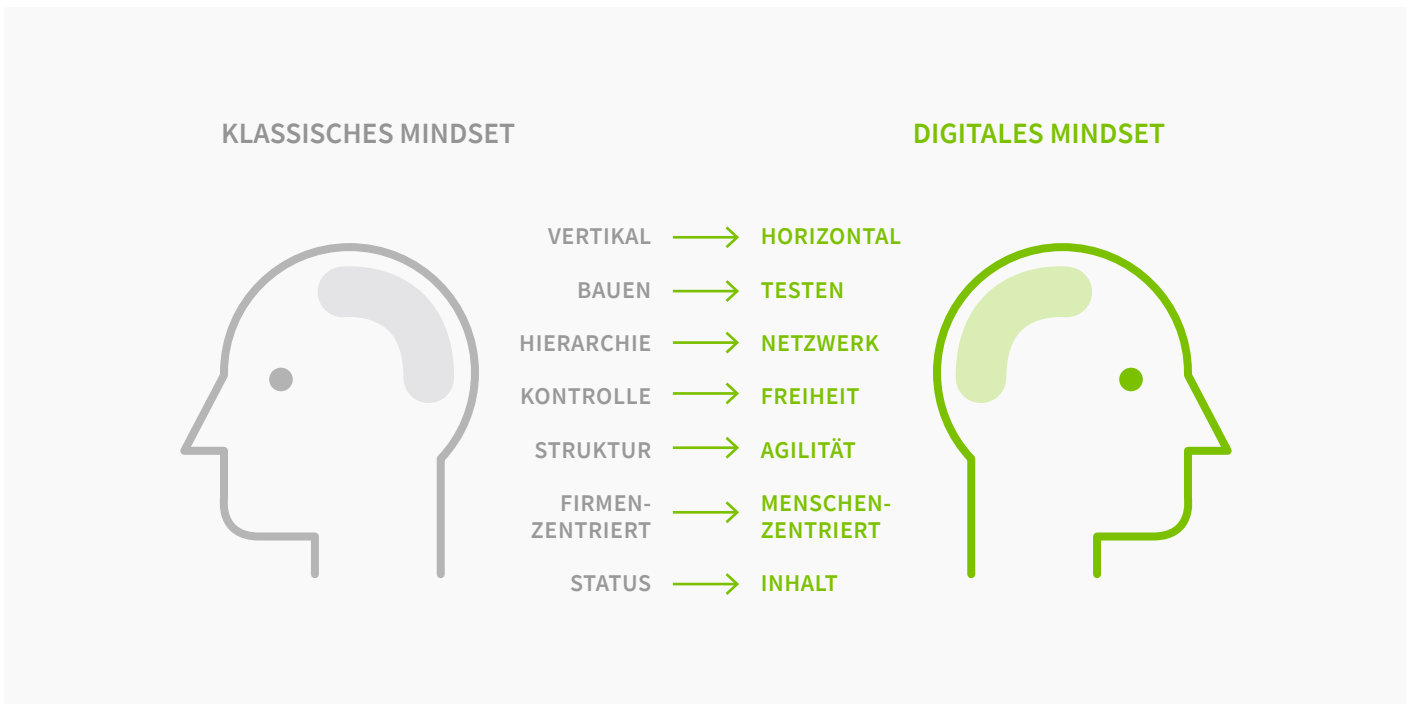 KLASSISCHES MINDSET
DIGITALES MINDSET
VERTIKAL HORIZONTAL
BAUEN TESTEN
HIERARCHIE NETZWERK
KONTROLLE FREIHEIT
STRUKTUR AGILITÄT
FIRMEN- MENSCHEN-
ZENTRIERT ZENTRIERT
STATUS INHALT